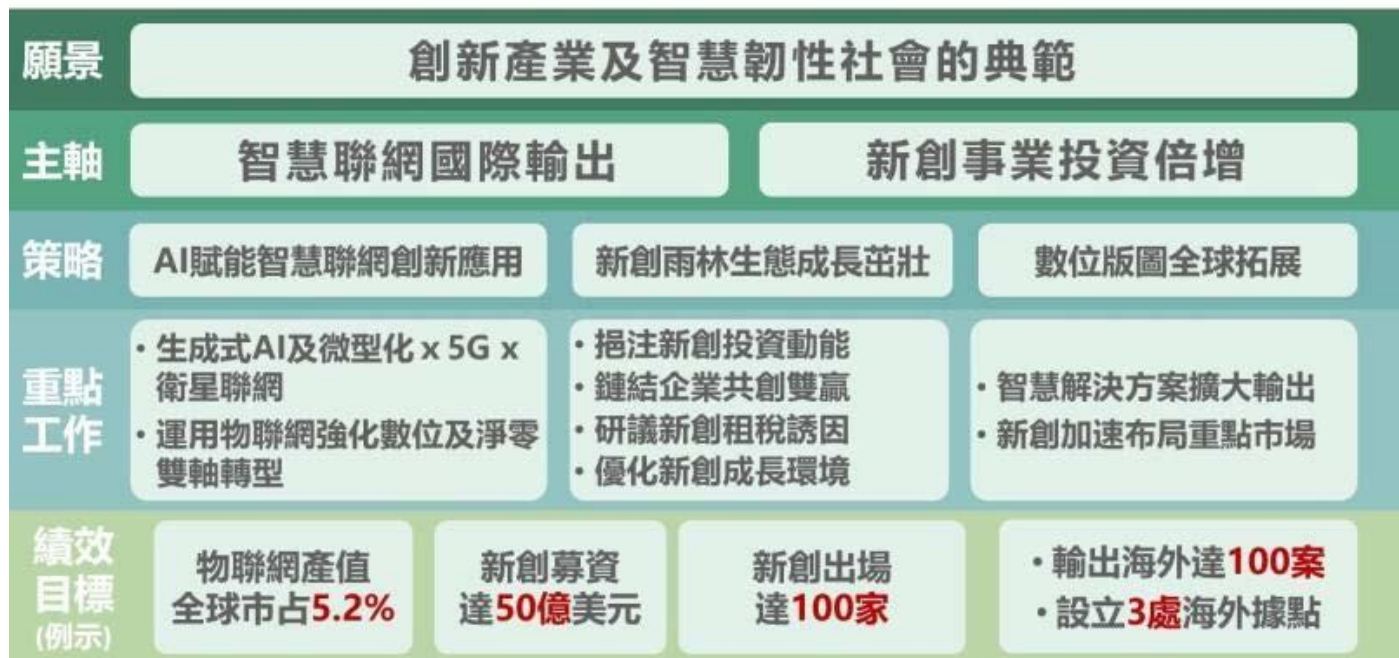 願景
創新產業及智慧韌性社會的典範
主軸
智慧聯網國際輸出
新創事業投資倍增
策略
AI賦能智慧聯網創新應用
新創雨林生態成長茁壯
數位版圖全球拓展
重點
工作
・生成式AI及微型化 x 5G x
衛星聯網
・運用物聯網強化數位及淨零
雙軸轉型
・挹注新創投資動能
・鏈結企業共創雙贏
・研議新創租稅誘因
・優化新創成長環境
・智慧解決方案擴大輸出
・新創加速布局重點市場
績效
目標
(例示)
物聯網產值
全球市占5.2%
新創募資
達50億美元
新創出場
達100家
・輸出海外達100案
・設立3處海外據點